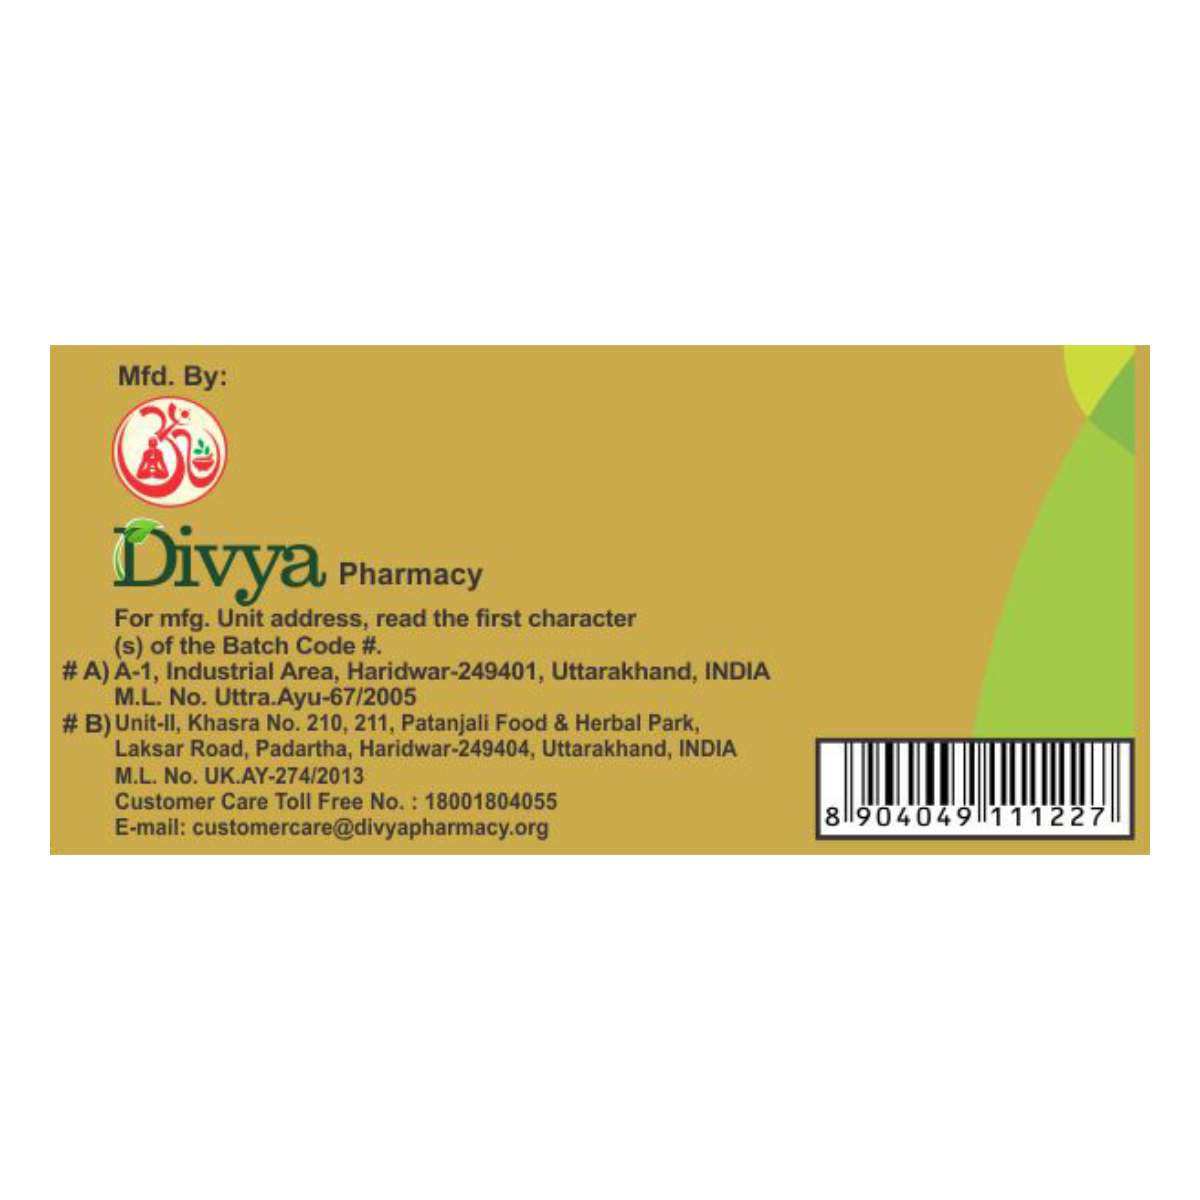 Mfd. By:
Divya Pharmacy
For mfg. Unit address, read the first character
(s) of the Batch Code #.
# A) A-1, Industrial Area, Haridwar-249401, Uttarakhand, INDIA
M.L. No. Uttra.Ayu-67/2005
# B) Unit-II, Khasra No. 210, 211, Patanjali Food & Herbal Park,
Laksar Road, Padartha, Haridwar-249404, Uttarakhand, INDIA
M.L. No. UK.AY-274/2013
Customer Care Toll Free No. : 18001804055
E-mail: customercare@divyapharmacy.org
8 904049 111227